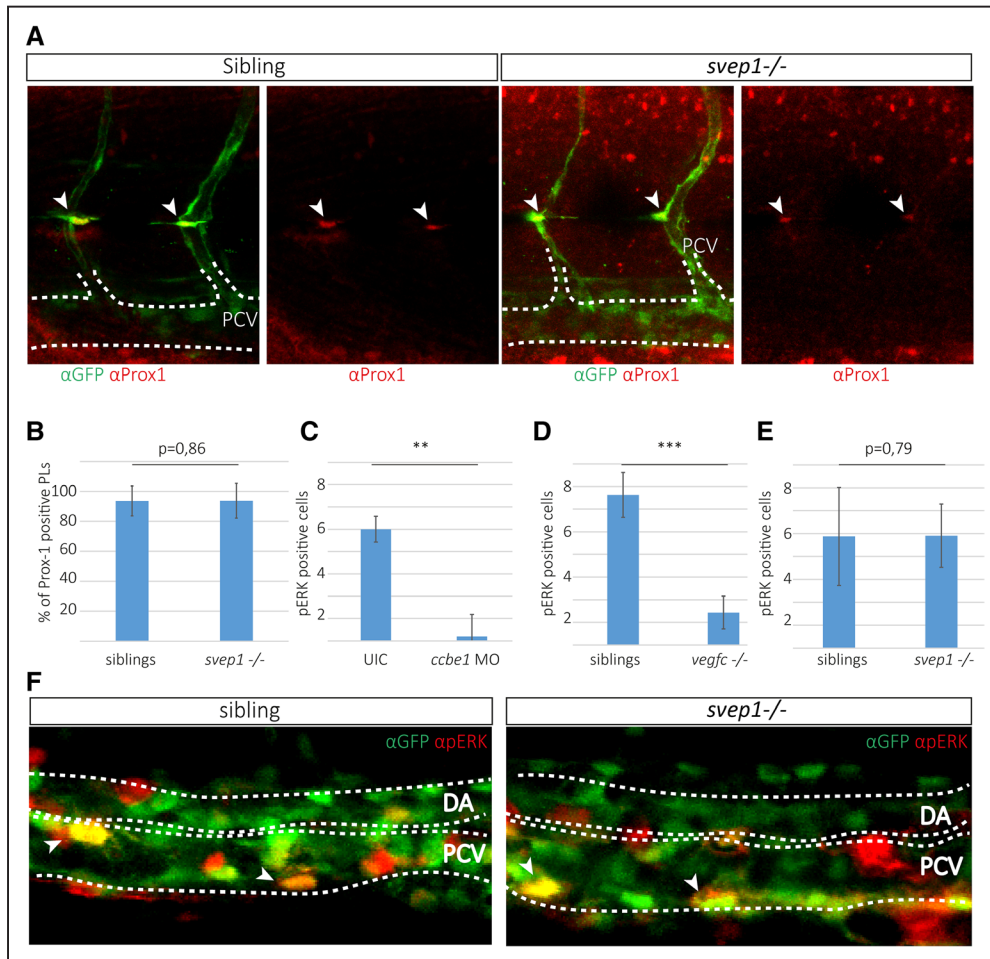 A
Sibling
svep1-/-
PCV
PCV
αGFP αProx1
αProx1
αGFP αProx1
αProx1
B
p=0,86
% of Prox-1 positive PLs
100
80
60
40
20
siblings
svep1 -/-
C
**
pERK positive cells
8
6
4
2
UIC
ccbe1 MO
D
***
pERK positive cells
8
6
4
2
siblings
vegfc -/-
E
p=0,79
pERK positive cells
8
6
4
2
siblings
svep1 -/-
F
sibling
svep1-/-
αGFP αpERK
DA
PCV
αGFP αpERK
DA
PCV